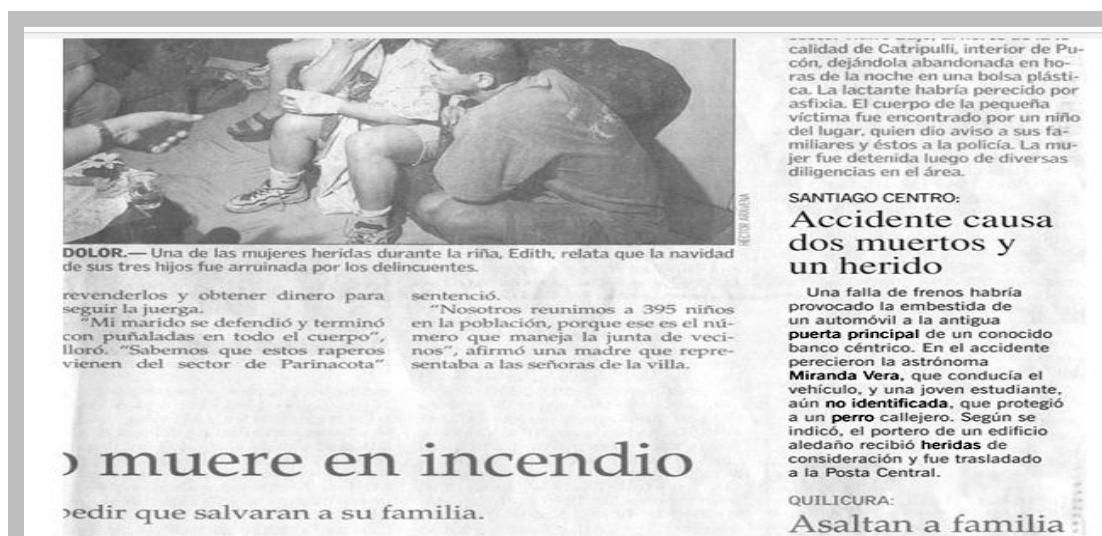 DOLOR.— Una de las mujeres heridas durante la riña, Edith, relata que la navidad
de sus tres hijos fue arruinada por los delincuentes.
HÉCTOR ARAVENA
revenderlos y obtener dinero para
seguir la juerga.
"Mi marido se defendió y terminó
con puñaladas en todo el cuerpo",
lloró. "Sabemos que estos raperos
vienen del sector de Parinacota"
sentenció.
"Nosotros reunimos a 395 niños
en la población, porque ese es el nú-
mero que maneja la junta de veci-
nos", afirmó una madre que repre-
sentaba a las señoras de la villa.
o muere en incendio
pedir que salvaran a su familia.
calidad de Catripulli, interior de Pu-
cón, dejándola abandonada en ho-
ras de la noche en una bolsa plásti-
ca. La lactante habría perecido por
asfixia. El cuerpo de la pequeña
víctima fue encontrado por un niño
del lugar, quien dio aviso a sus fa-
miliares y éstos a la policía. La mu-
jer fue detenida luego de diversas
diligencias en el área.
SANTIAGO CENTRO:
Accidente causa
dos muertos y
un herido
Una falla de frenos habría
provocado la embestida de
un automóvil a la antigua
puerta principal de un conocido
banco céntrico. En el accidente
perecieron la astrónoma
Miranda Vera, que conducía el
vehículo, y una joven estudiante,
aún no identificada, que protegió
a un perro callejero. Según se
indicó, el portero de un edificio
aledaño recibió heridas de
consideración y fue trasladado
a la Posta Central.
QUILICURA:
Asaltan a familia